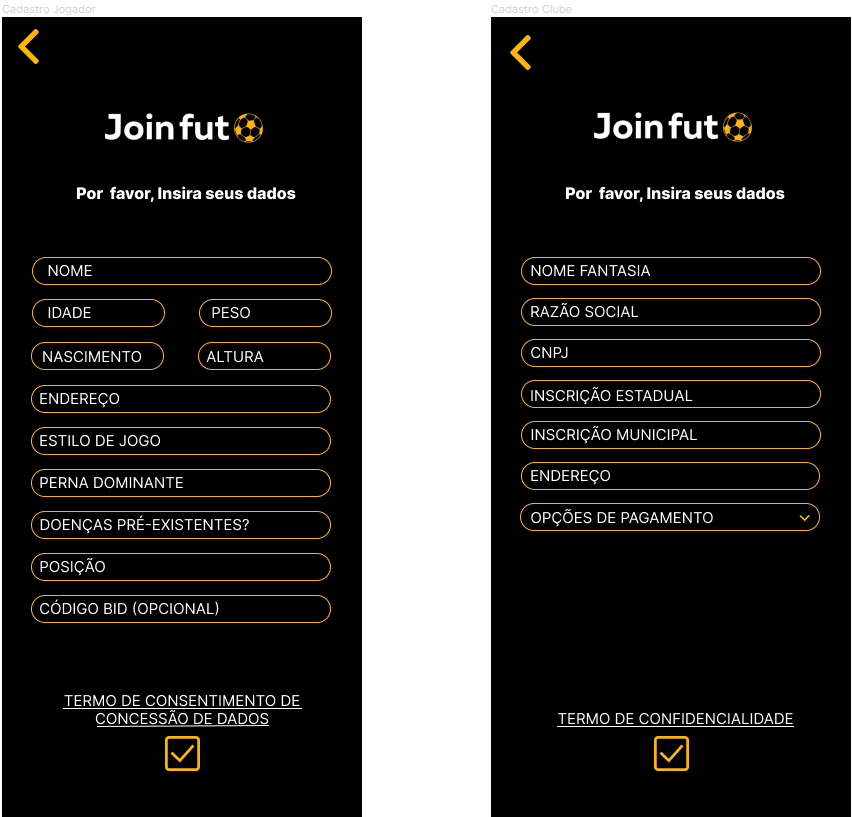 Cadastro Jogador
Join fut
Por favor, Insira seus dados
NOME
IDADE
PESO
NASCIMENTO
ALTURA
ENDEREÇO
ESTILO DE JOGO
PERNA DOMINANTE
DOENÇAS PRÉ-EXISTENTES?
POSIÇÃO
CÓDIGO BID (OPCIONAL)
TERMO DE CONSENTIMENTO DE
CONCESSÃO DE DADOS
Cadastro Clube
Join fut
Por favor, Insira seus dados
NOME FANTASIA
RAZÃO SOCIAL
CNPJ
INSCRIÇÃO ESTADUAL
INSCRIÇÃO MUNICIPAL
ENDEREÇO
OPÇÕES DE PAGAMENTO
TERMO DE CONFIDENCIALIDADE